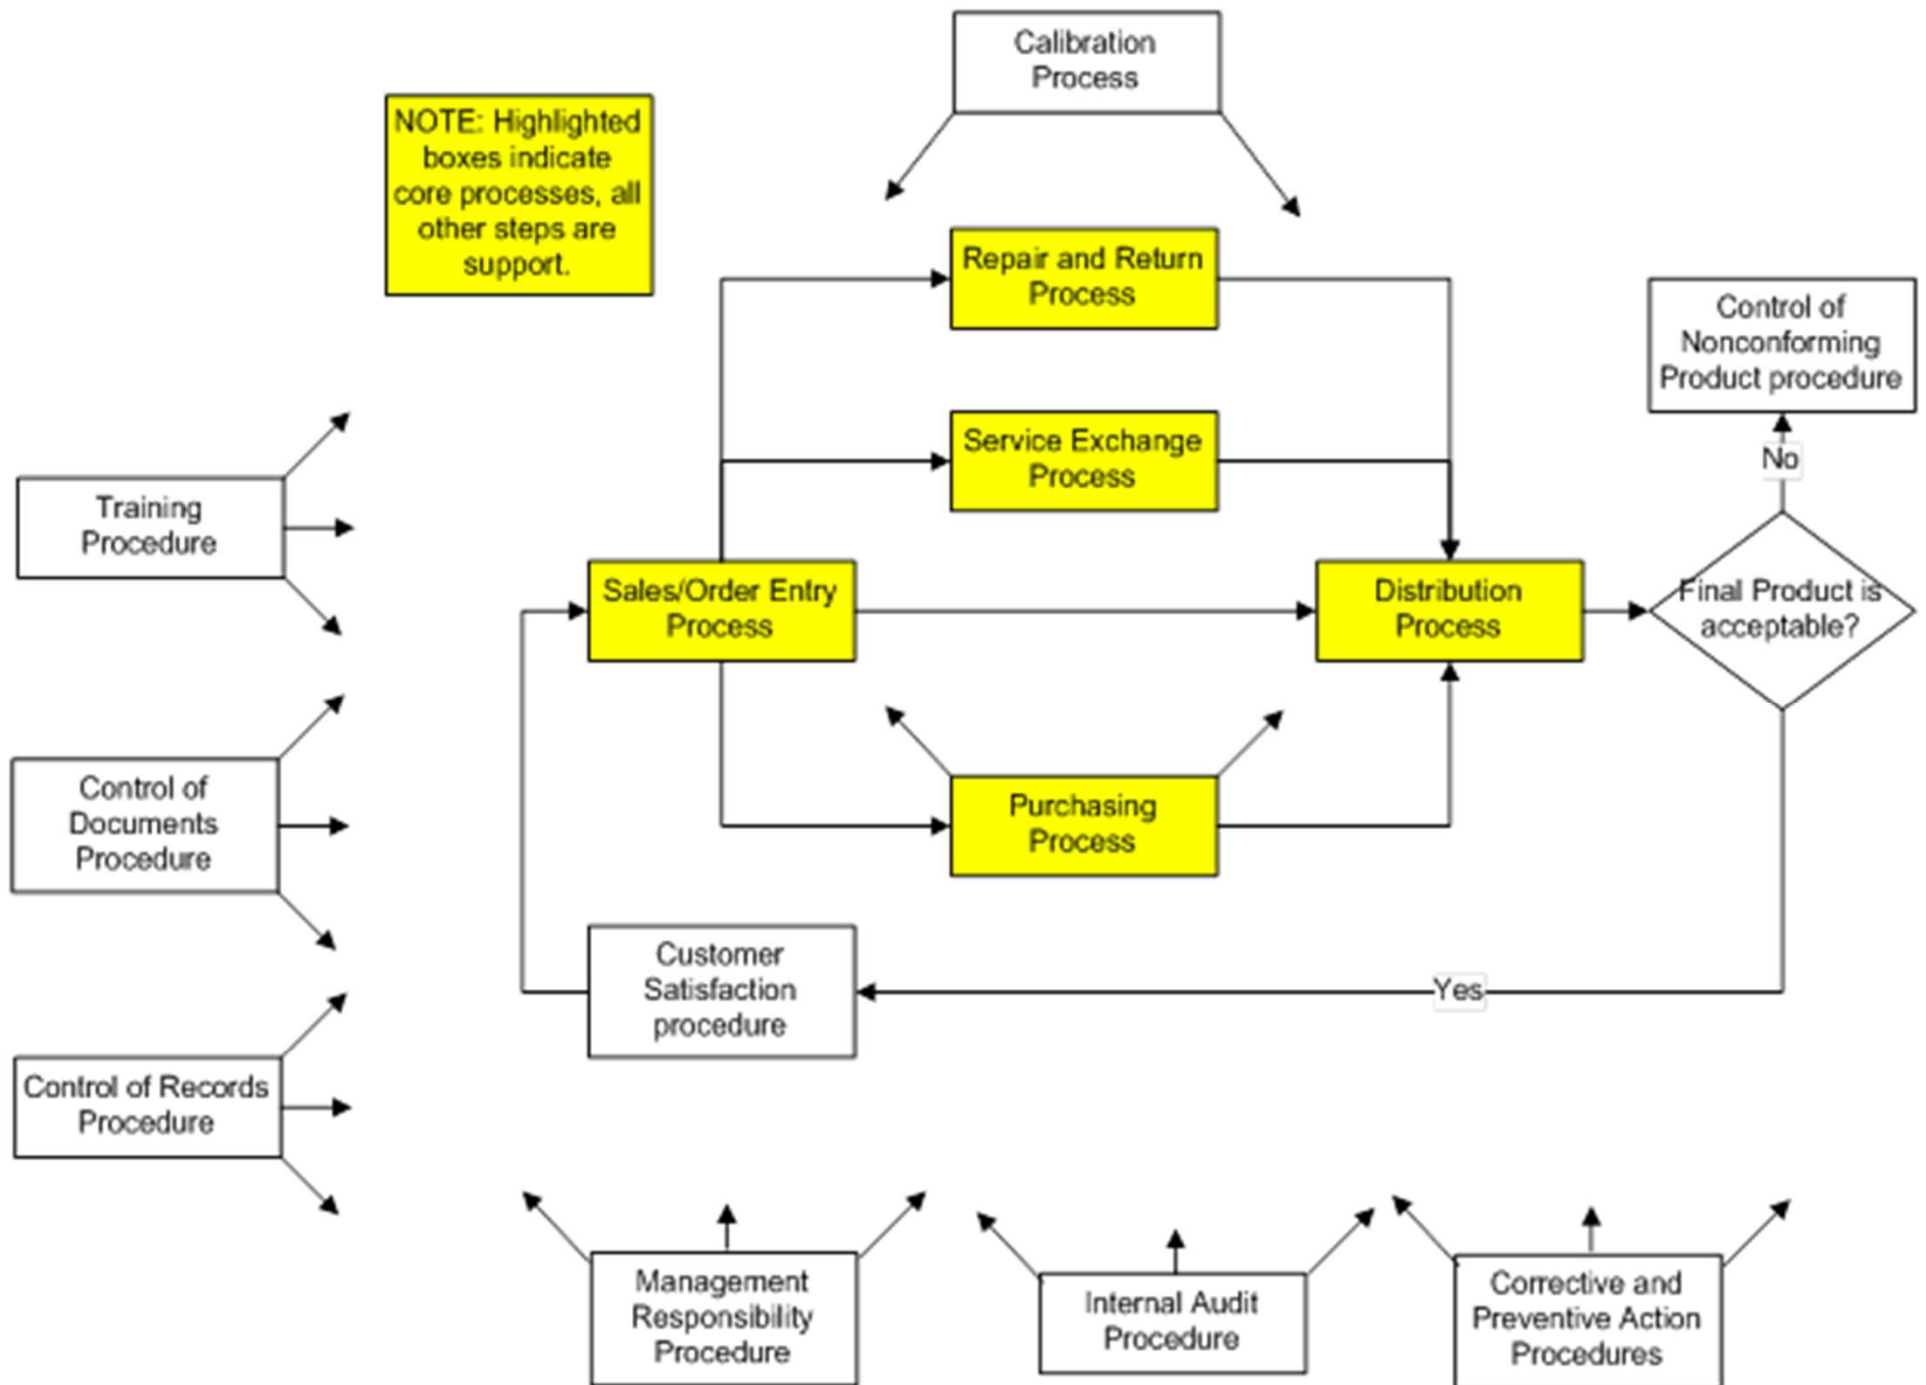 Calibration
Process
NOTE: Highlighted
boxes indicate
core processes, all
other steps are
support.
Repair and Return
Process
Control of
Nonconforming
Product procedure
Service Exchange
Process
No
Training
Procedure
Sales/Order Entry
Process
Distribution
Process
Final Product is
acceptable?
Control of
Documents
Procedure
Purchasing
Process
Customer
Satisfaction
procedure
Yes
Control of Records
Procedure
Management
Responsibility
Procedure
Internal Audit
Procedure
Corrective and
Preventive Action
Procedures